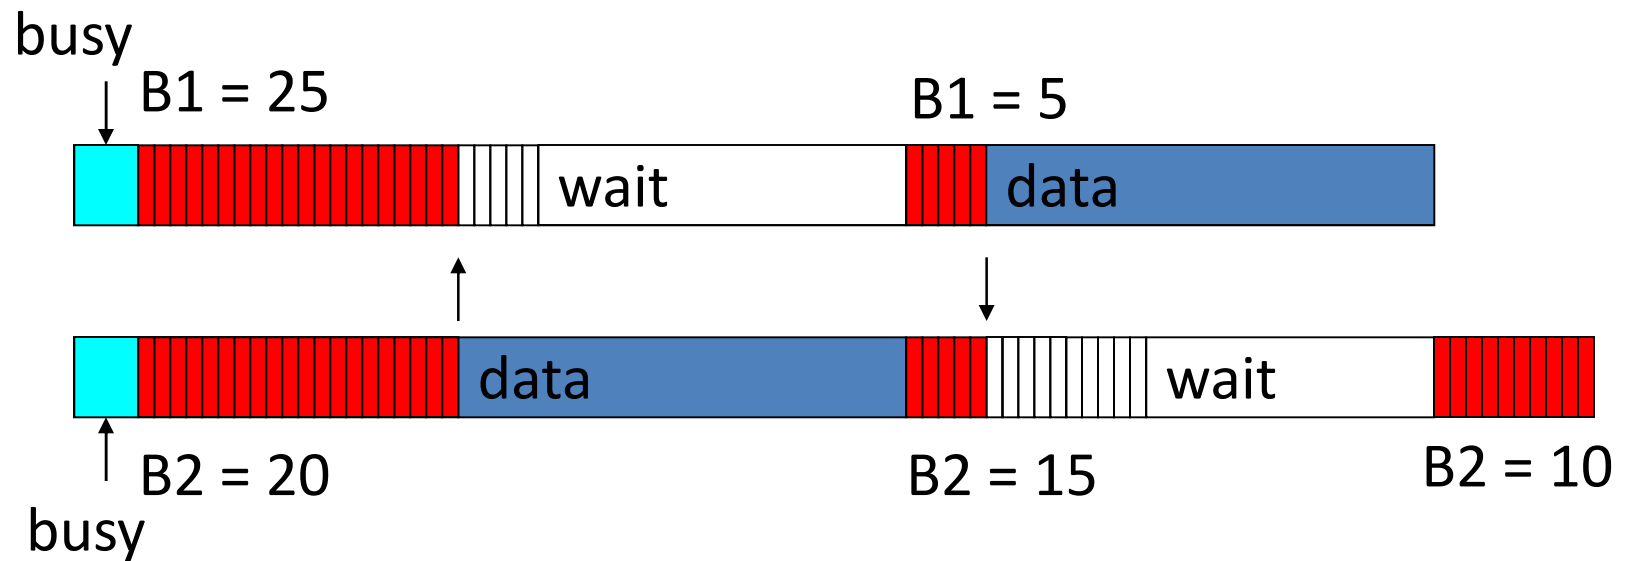 busy
B1 = 25
B1 = 5
wait
data
data
wait
B2 = 20
B2 = 15
B2 = 10
busy